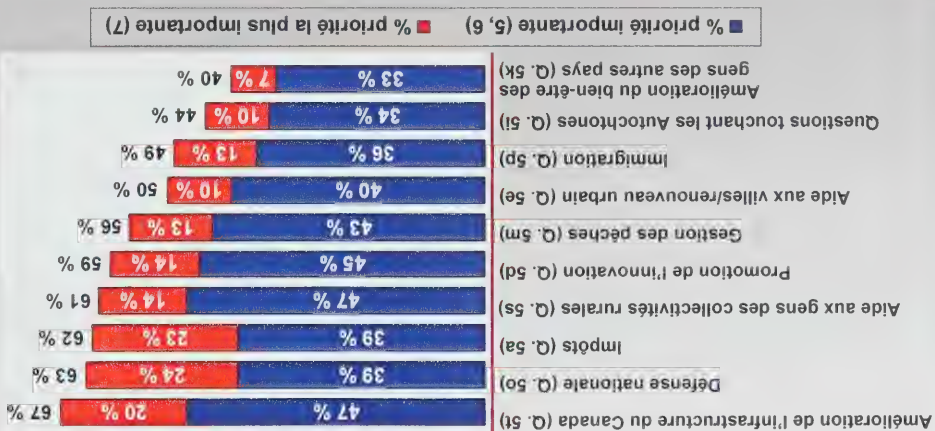 Amélioration de l'infrastructure du Canada (Q. 5t) 47 % 20 % 67 %
Défense nationale (Q. 5o) 39 % 24 % 63 %
Impôts (Q. 5a) 39 % 23 % 62 %
Aide aux gens des collectivités rurales (Q. 5s) 47 % 14 % 61 %
Promotion de l'innovation (Q. 5d) 45 % 14 % 59 %
Gestion des pêches (Q. 5m) 43 % 13 % 56 %
Aide aux villes/renouveau urbain (Q. 5e) 40 % 10 % 50 %
Immigration (Q. 5p) 36 % 13 % 49 %
Questions touchant les Autochtones (Q. 5i) 34 % 10 % 44 %
Amélioration du bien-être des
gens des autres pays (Q. 5k) 33 % 7 % 40 %
% priorité importante (5, 6) % priorité la plus importante (7)